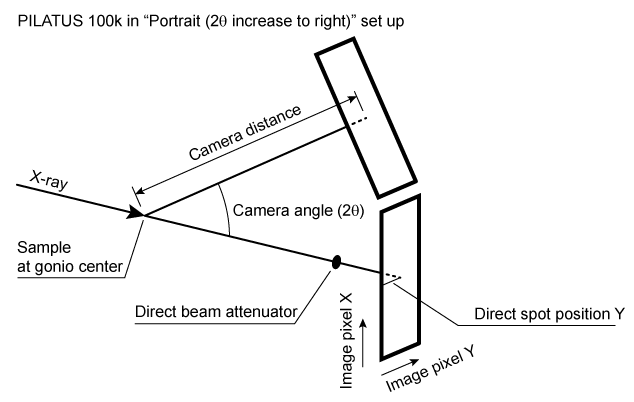 PILATUS 100k in “Portrait (2θ increase to right)” set up
Camera distance
X-ray
Camera angle (2θ)
Sample
at gonio center
Direct beam attenuator
Direct spot position Y
Image pixel X
Image pixel Y